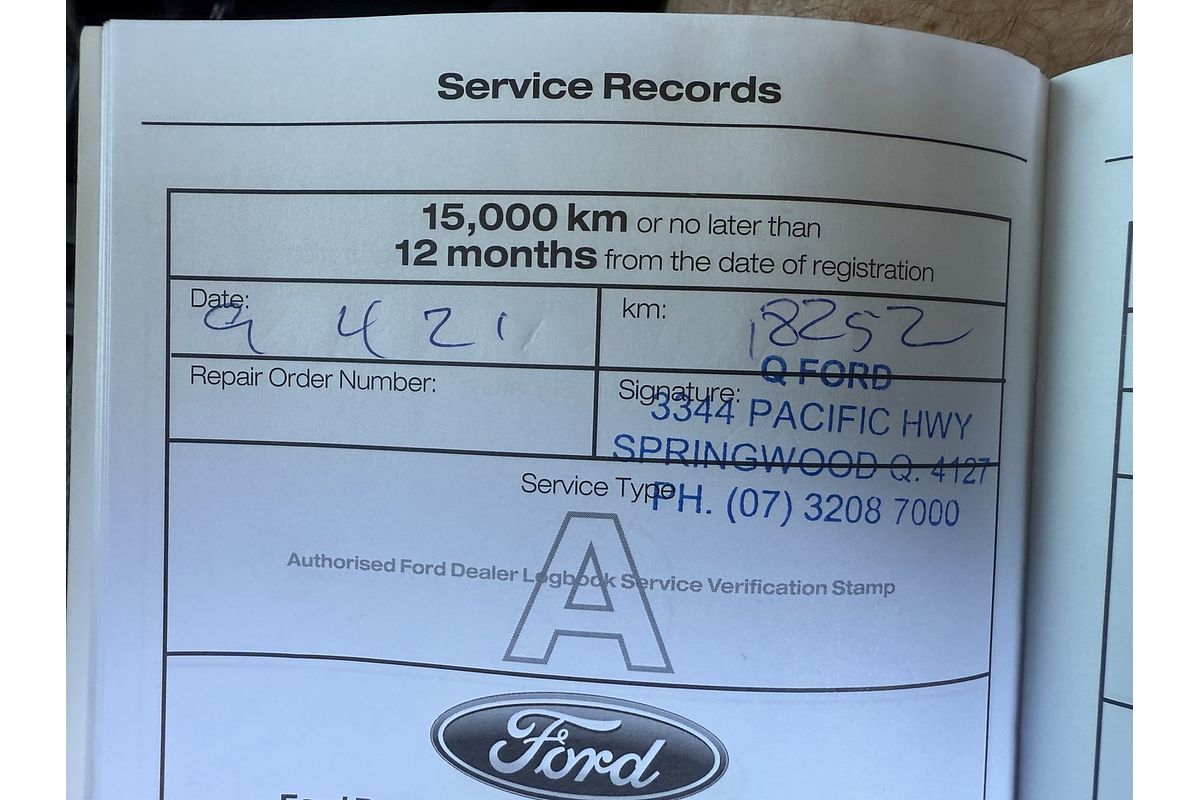 Service Records
15,000 km or no later than
12 months from the date of registration
Date: 9 4 21
km: 18252
Repair Order Number:
Signature:
Q FORD
3344 PACIFIC HWY
SPRINGWOOD Q. 4127
PH. (07) 3208 7000
Service Type
A
Authorised Ford Dealer Logbook Service Verification Stamp
Ford